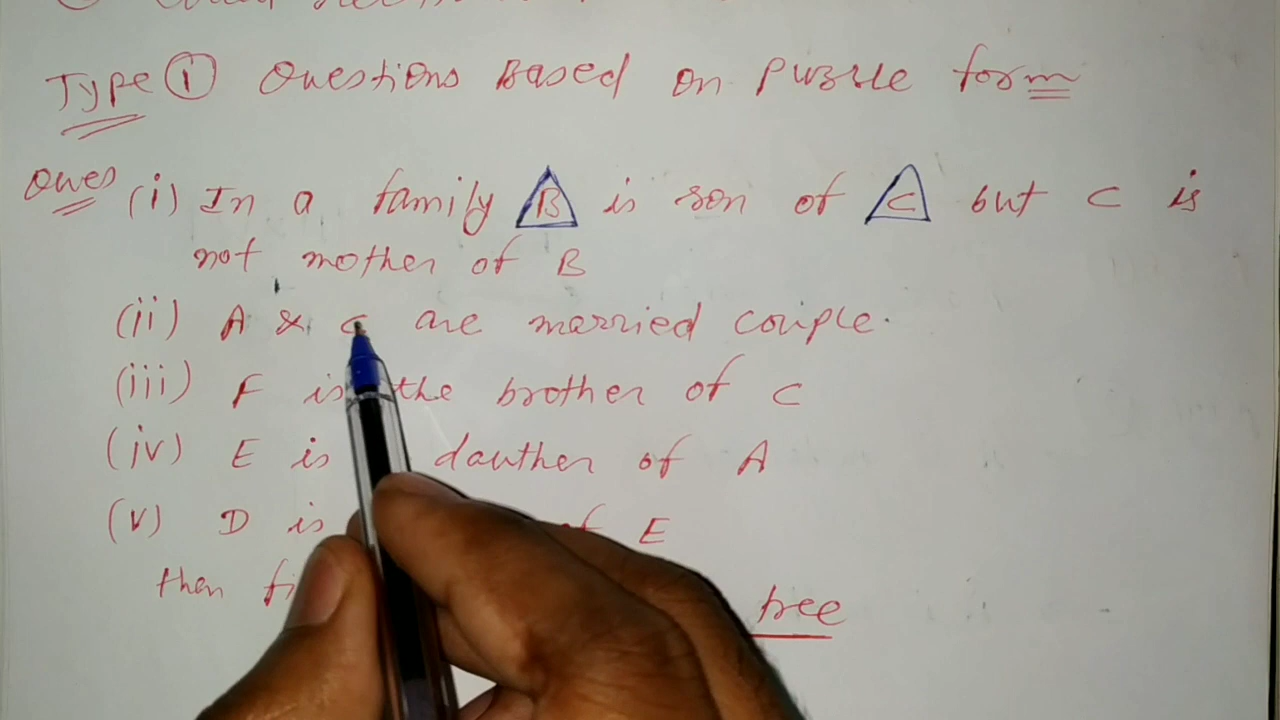 Type ① Questions Based on Puzzle form
Ques (i) In a family B is son of C but C is
not mother of B
(ii) A & C are married couple.
(iii) F is the brother of C
(iv) E is dauther of A
(v) D is of E
then tree